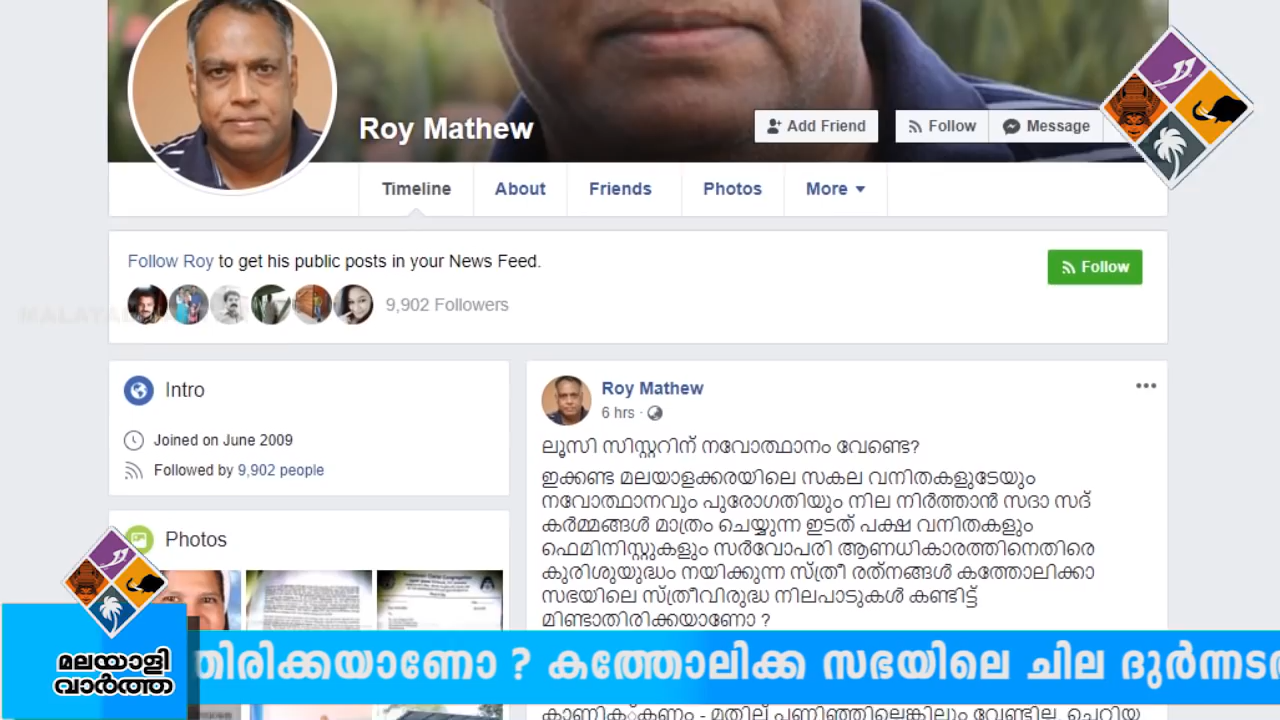 Roy Mathew
Add Friend
Follow
Message
Timeline
About
Friends
Photos
More
Follow Roy to get his public posts in your News Feed.
Follow
9,902 Followers
Intro
Joined on June 2009
Followed by 9,902 people
Photos
Roy Mathew
6 hrs ·
ലൂസി സിസ്റ്ററിന് നവോത്ഥാനം വേണ്ടെ?
ഇക്കണ്ട മലയാളക്കരയിലെ സകല വനിതകളുടേയും
നവോത്ഥാനവും പുരോഗതിയും നില നിർത്താൻ സദാ സദ്
കർമ്മങ്ങൾ മാത്രം ചെയ്യുന്ന ഇടത് പക്ഷ വനിതകളും
ഫെമിനിസ്റ്റുകളും സർവോപരി ആണധികാരത്തിനെതിരെ
കുരിശുയുദ്ധം നയിക്കുന്ന സ്ത്രീ രത്നങ്ങൾ കത്തോലിക്കാ
സഭയിലെ സ്ത്രീവിരുദ്ധ നിലപാടുകൾ കണ്ടിട്ട്
മിണ്ടാതിരിക്കയാണോ ?
മലയാളി
വാർത്ത
തിരിക്കയാണോ ? കത്തോലിക്ക സഭയിലെ ചില ദുർന്നട